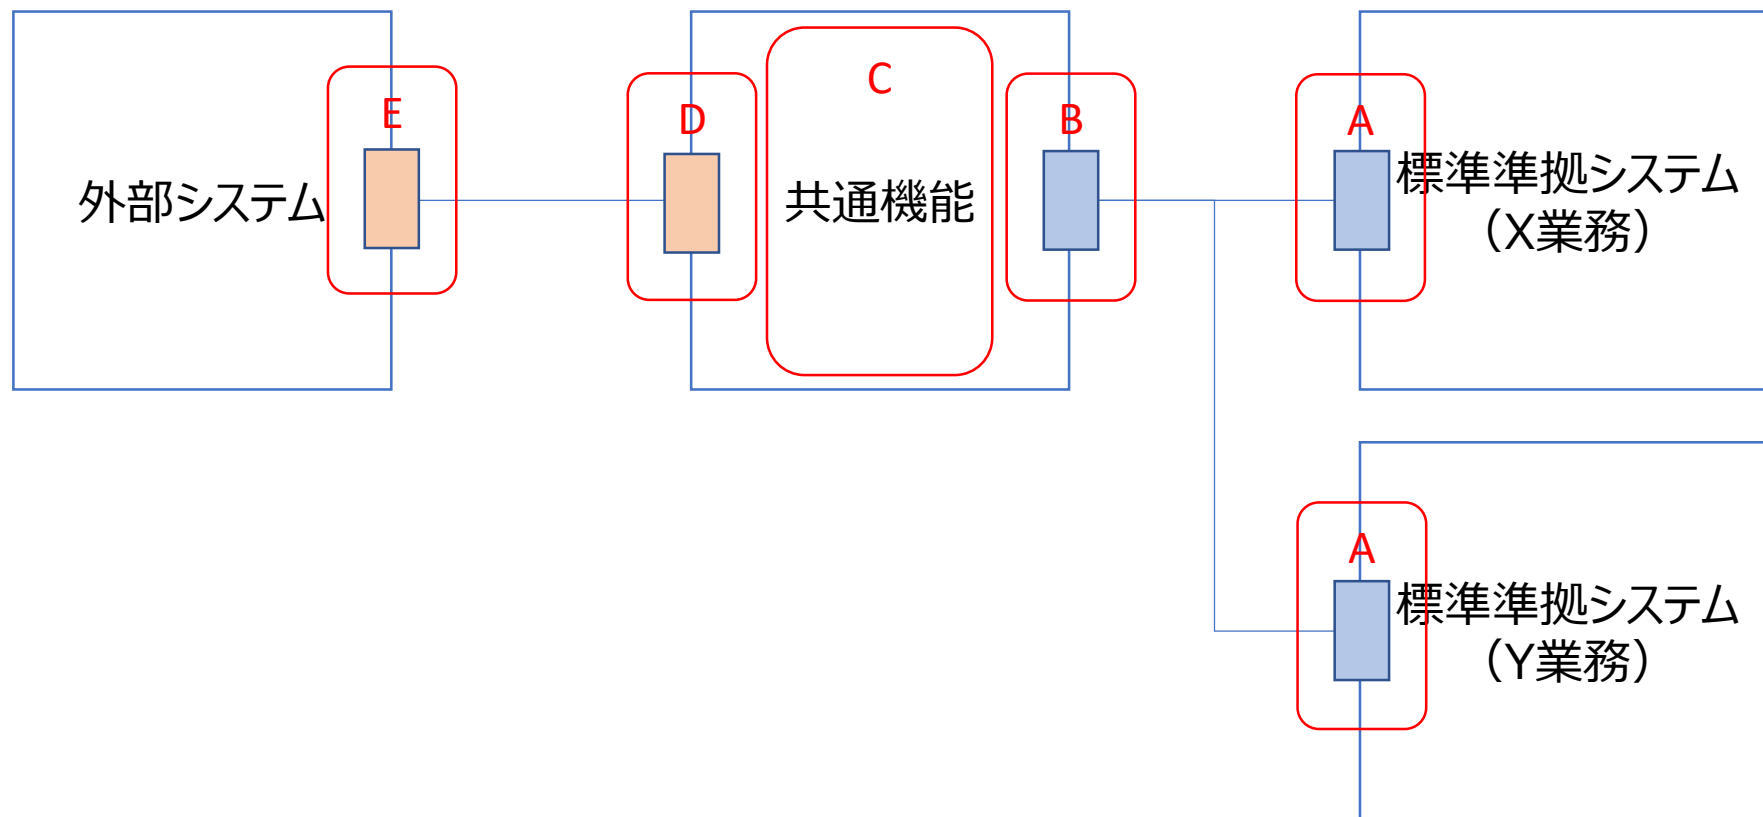 E
外部システム
D
C
共通機能
B
A
標準準拠システム
（X業務）
A
標準準拠システム
（Y業務）